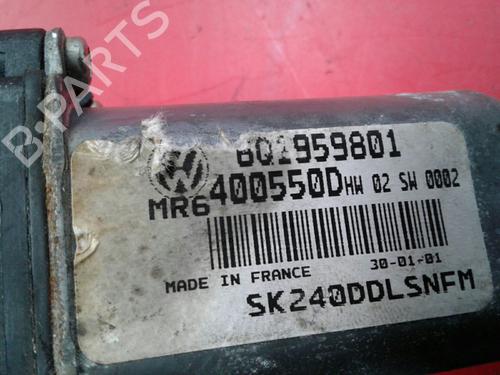 B-PARTS
6Q1959801
MR6400550D HW 02 SW 0002
MADE IN FRANCE 30-01-01
SK240DDLSNFM